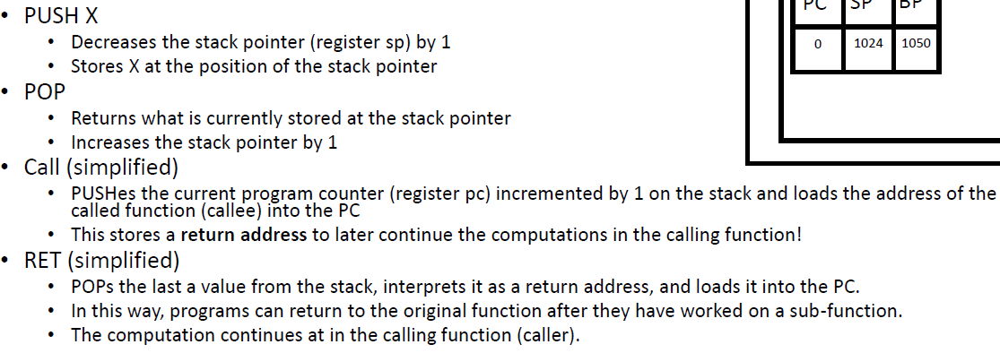 PC SP BP
0 1024 1050
• PUSH X
• Decreases the stack pointer (register sp) by 1
• Stores X at the position of the stack pointer
• POP
• Returns what is currently stored at the stack pointer
• Increases the stack pointer by 1
• Call (simplified)
• PUSHes the current program counter (register pc) incremented by 1 on the stack and loads the address of the
called function (callee) into the PC
• This stores a return address to later continue the computations in the calling function!
• RET (simplified)
• POPs the last a value from the stack, interprets it as a return address, and loads it into the PC.
• In this way, programs can return to the original function after they have worked on a sub-function.
• The computation continues at in the calling function (caller).